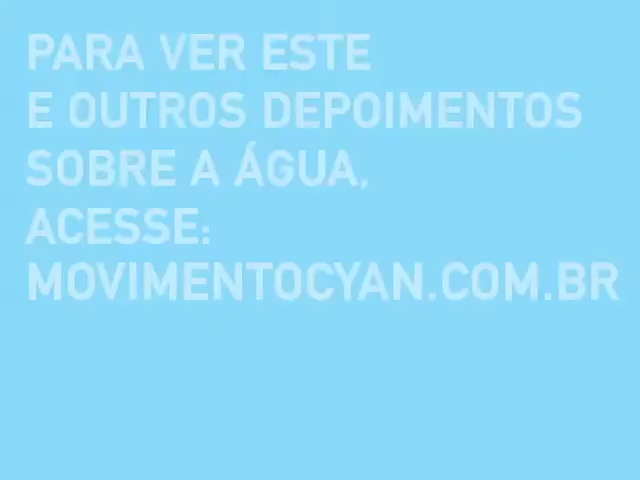 PARA VER ESTE
E OUTROS DEPOIMENTOS
SOBRE A ÁGUA,
ACESSE:
MOVIMENTOCYAN.COM.BR